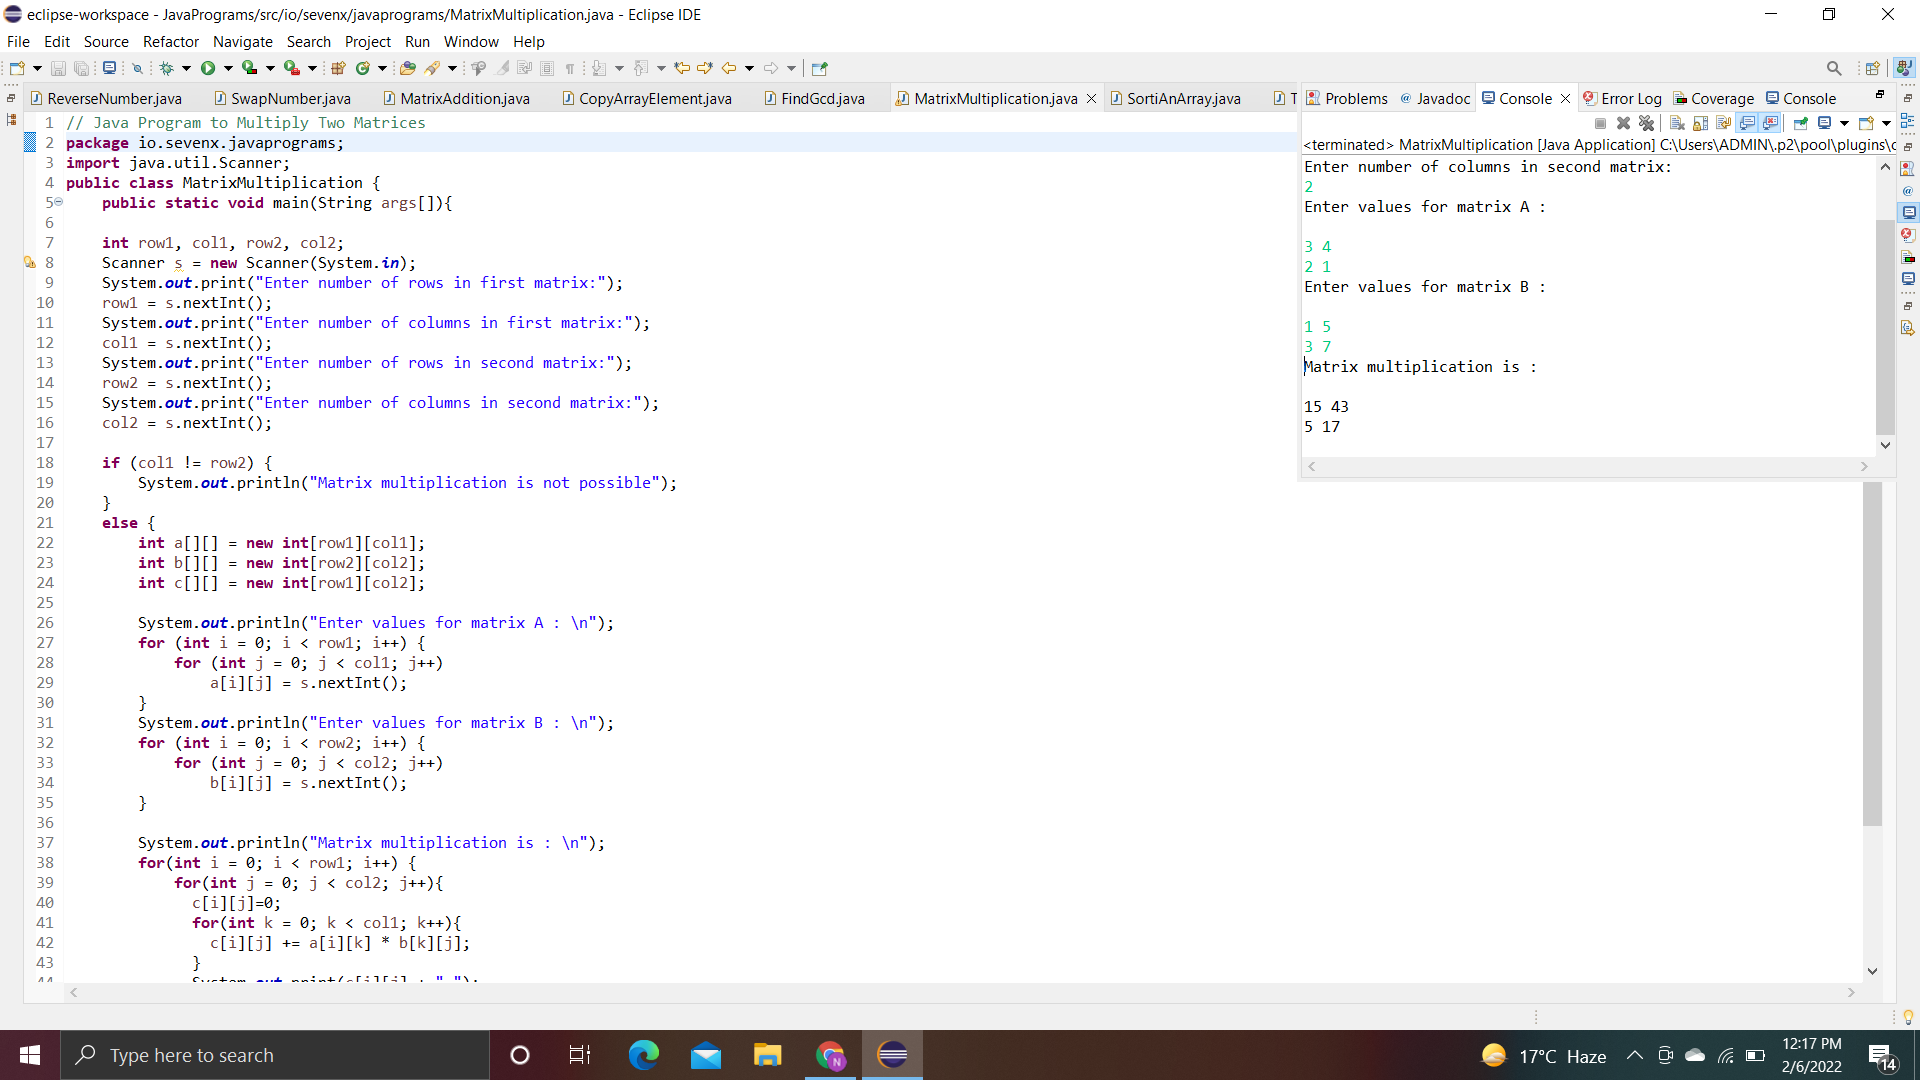 eclipse-workspace - JavaPrograms/src/io/sevenx/javaprograms/MatrixMultiplication.java - Eclipse IDE
File Edit Source Refactor Navigate Search Project Run Window Help
ReverseNumber.java SwapNumber.java MatrixAddition.java CopyArrayElement.java FindGcd.java MatrixMultiplication.java SortiAnArray.java T
1 // Java Program to Multiply Two Matrices
2 package io.sevenx.javaprograms;
3 import java.util.Scanner;
4 public class MatrixMultiplication {
5 public static void main(String args[]){
6
7 int row1, col1, row2, col2;
8 Scanner s = new Scanner(System.in);
9 System.out.print("Enter number of rows in first matrix:");
10 row1 = s.nextInt();
11 System.out.print("Enter number of columns in first matrix:");
12 col1 = s.nextInt();
13 System.out.print("Enter number of rows in second matrix:");
14 row2 = s.nextInt();
15 System.out.print("Enter number of columns in second matrix:");
16 col2 = s.nextInt();
17
18 if (col1 != row2) {
19 System.out.println("Matrix multiplication is not possible");
20 }
21 else {
22 int a[][] = new int[row1][col1];
23 int b[][] = new int[row2][col2];
24 int c[][] = new int[row1][col2];
25
26 System.out.println("Enter values for matrix A : \n");
27 for (int i = 0; i < row1; i++) {
28 for (int j = 0; j < col1; j++)
29 a[i][j] = s.nextInt();
30 }
31 System.out.println("Enter values for matrix B : \n");
32 for (int i = 0; i < row2; i++) {
33 for (int j = 0; j < col2; j++)
34 b[i][j] = s.nextInt();
35 }
36
37 System.out.println("Matrix multiplication is : \n");
38 for(int i = 0; i < row1; i++) {
39 for(int j = 0; j < col2; j++){
40 c[i][j]=0;
41 for(int k = 0; k < col1; k++){
42 c[i][j] += a[i][k] * b[k][j];
43 }
44 System.out.print(c[i][j] + " ");
Problems Javadoc Console Error Log Coverage Console
<terminated> MatrixMultiplication [Java Application] C:\Users\ADMIN\.p2\pool\plugins\
Enter number of columns in second matrix:
2
Enter values for matrix A :
3 4
2 1
Enter values for matrix B :
1 5
3 7
Matrix multiplication is :
15 43
5 17
Type here to search
N
17°C Haze
12:17 PM
2/6/2022
14